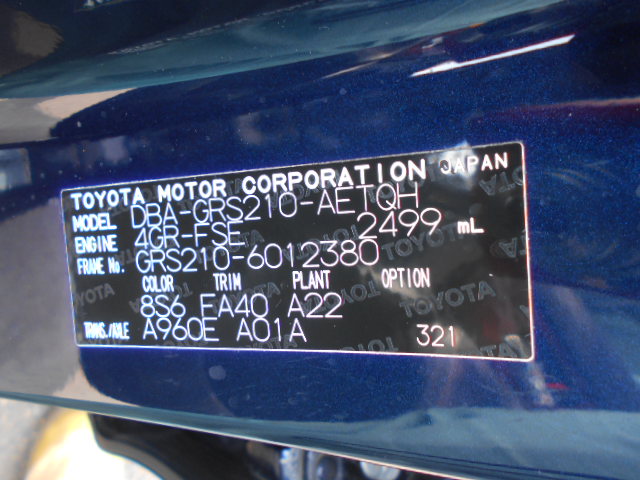 TOYOTA MOTOR CORPORATION JAPAN
MODEL DBA-GRS210-AETQH
ENGINE 4GR-FSE 2499 mL
FRAME No. GRS210-6012380
COLOR TRIM PLANT OPTION
8S6 FA40 A22
TRANS./AXLE A960E A01A 321